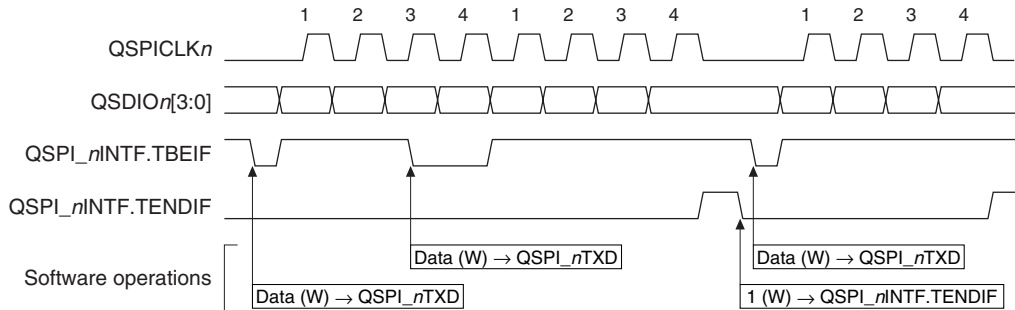 1 2 3 4 1 2 3 4 1 2 3 4
QSPICLKn
QSDIOn[3:0]
QSPI_nINTF.TBEIF
QSPI_nINTF.TENDIF
Software operations
Data (W) → QSPI_nTXD
Data (W) → QSPI_nTXD
Data (W) → QSPI_nTXD
1 (W) → QSPI_nINTF.TENDIF